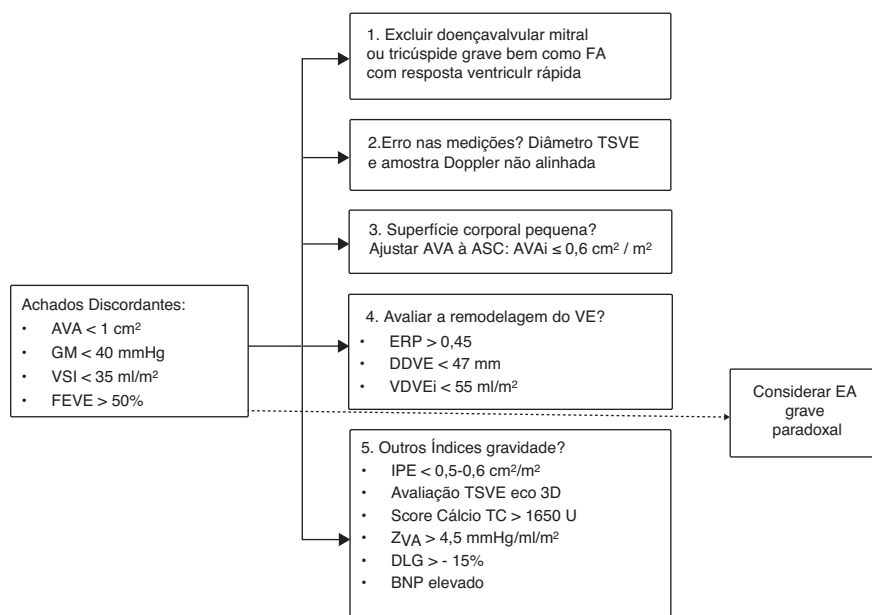 1. Excluir doençavalvular mitral
ou tricúspide grave bem como FA
com resposta ventriculr rápida
2.Erro nas medições? Diâmetro TSVE
e amostra Doppler não alinhada
3. Superfície corporal pequena?
Ajustar AVA à ASC: AVAi ≤ 0,6 cm² / m²
Achados Discordantes:
• AVA < 1 cm²
• GM < 40 mmHg
• VSI < 35 ml/m²
• FEVE > 50%
4. Avaliar a remodelagem do VE?
• ERP > 0,45
• DDVE < 47 mm
• VDVEi < 55 ml/m²
Considerar EA
grave
paradoxal
5. Outros Índices gravidade?
• IPE < 0,5-0,6 cm²/m²
• Avaliação TSVE eco 3D
• Score Cálcio TC > 1650 U
• ZVA > 4,5 mmHg/ml/m²
• DLG > - 15%
• BNP elevado